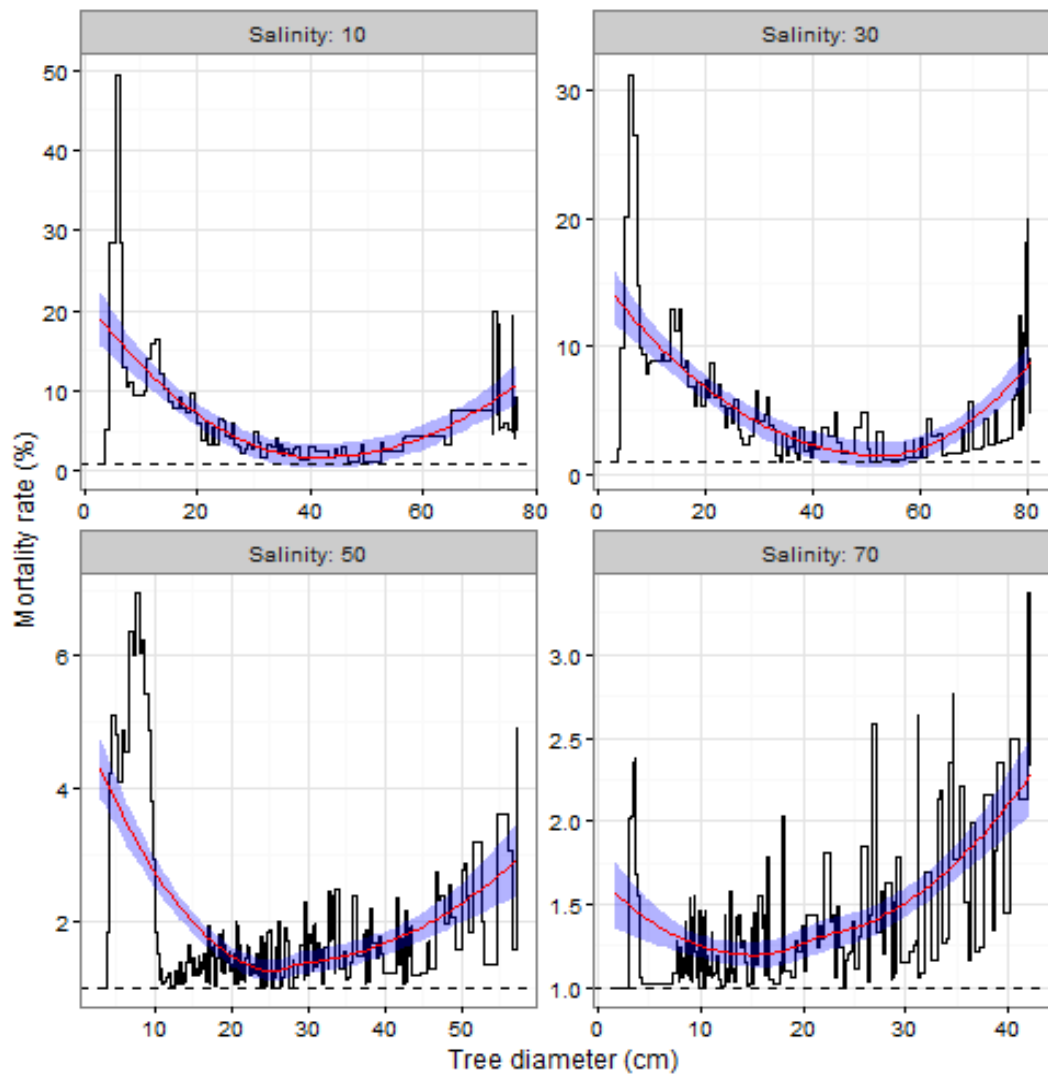 Salinity: 10
Salinity: 30
50
40
30
20
10
0
30
20
10
0
0 20 40 60 80
0 20 40 60 80
Mortality rate (%)
Salinity: 50
Salinity: 70
6
4
2
3.0
2.5
2.0
1.5
1.0
10 20 30 40 50
0 10 20 30 40
Tree diameter (cm)